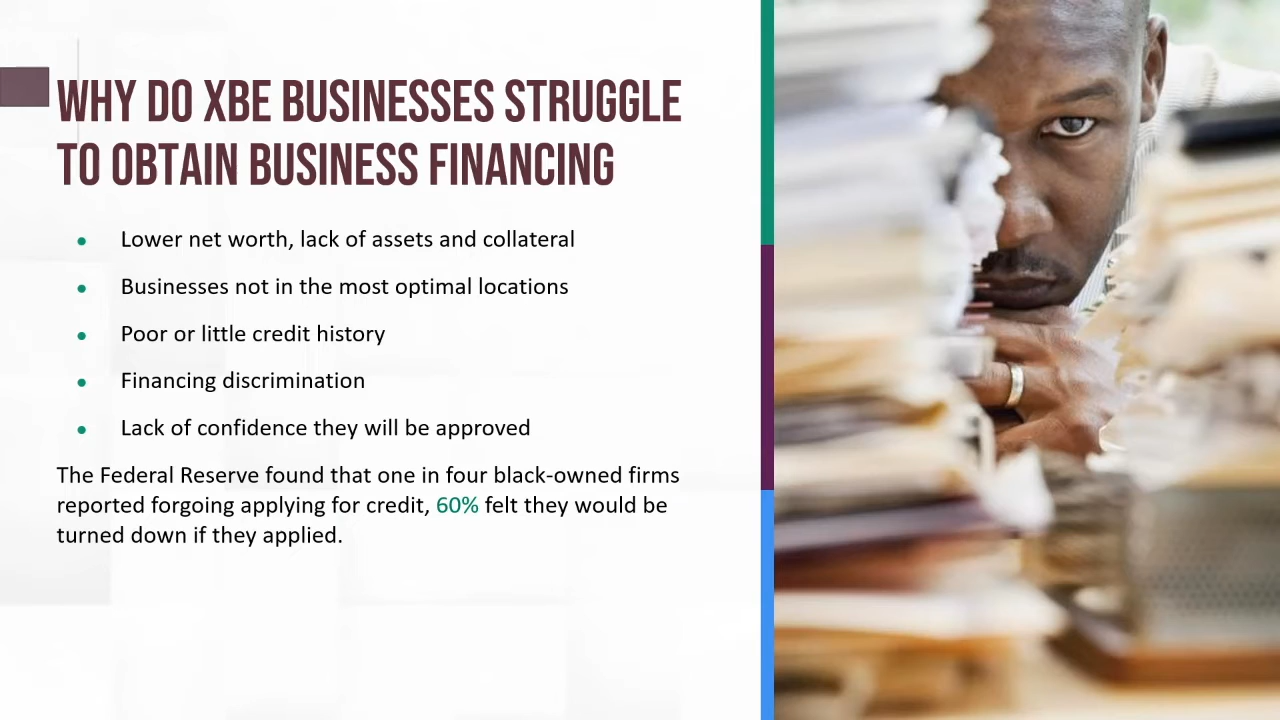 WHY DO XBE BUSINESSES STRUGGLE
TO OBTAIN BUSINESS FINANCING
• Lower net worth, lack of assets and collateral
• Businesses not in the most optimal locations
• Poor or little credit history
• Financing discrimination
• Lack of confidence they will be approved
The Federal Reserve found that one in four black-owned firms
reported forgoing applying for credit, 60% felt they would be
turned down if they applied.